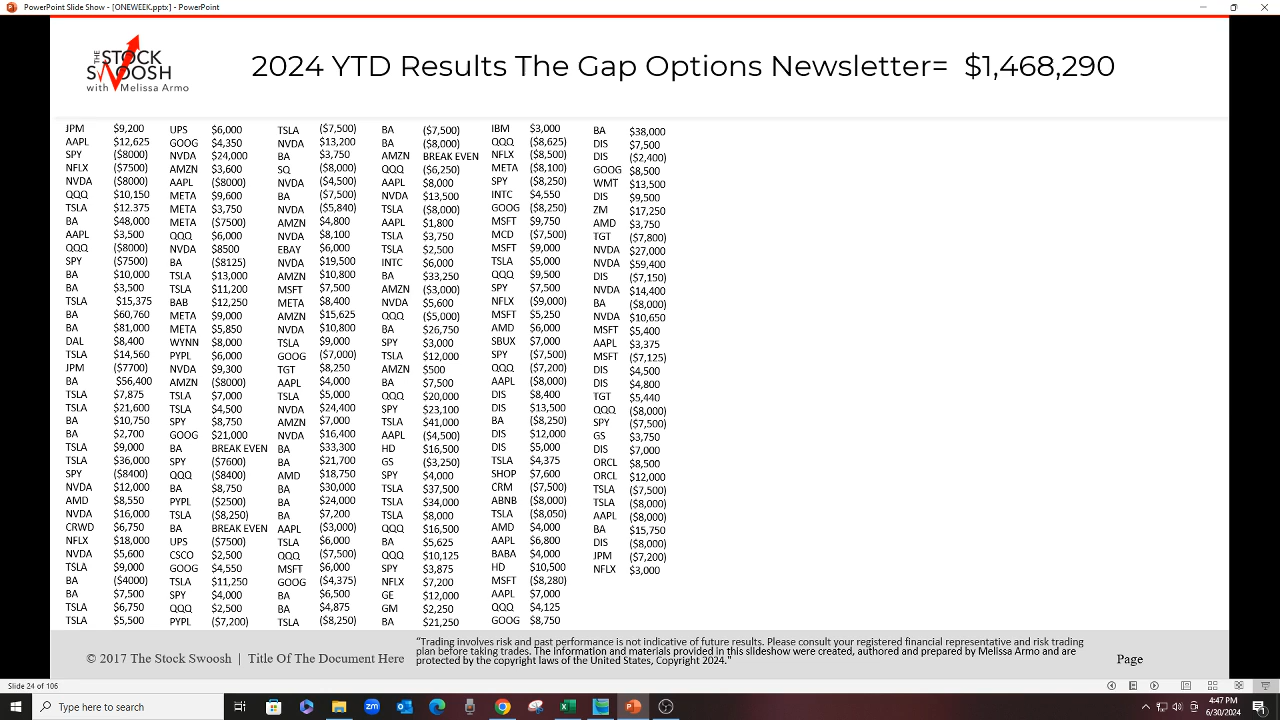 PowerPoint Slide Show - [ONEWEEK.pptx] - PowerPoint
THE
STOCK
SWOOSH
with Melissa Armo
2024 YTD Results The Gap Options Newsletter= $1,468,290
JPM $9,200
AAPL $12,625
SPY ($8000)
NFLX ($7500)
NVDA ($8000)
QQQ $10,150
TSLA $12.375
BA $48,000
AAPL $3,500
QQQ ($8000)
SPY ($7500)
BA $10,000
BA $3,500
TSLA $15,375
BA $60,760
BA $81,000
DAL $8,400
TSLA $14,560
JPM ($7700)
BA $56,400
TSLA $7,875
TSLA $21,600
BA $10,750
BA $2,700
TSLA $9,000
TSLA $36,000
SPY ($8400)
NVDA $12,000
AMD $8,550
NVDA $16,000
CRWD $6,750
NFLX $18,000
NVDA $5,600
TSLA $9,000
BA ($4000)
BA $7,500
TSLA $6,750
TSLA $5,500
UPS $6,000
GOOG $4,350
NVDA $24,000
AMZN $3,600
AAPL ($8000)
META $9,600
META $3,750
META ($7500)
QQQ $6,000
NVDA $8500
BA ($8125)
TSLA $13,000
TSLA $11,200
BAB $12,250
META $9,000
META $5,850
WYNN $8,000
PYPL $6,000
NVDA $9,300
AMZN ($8000)
TSLA $7,000
TSLA $4,500
SPY $8,750
GOOG $21,000
BA BREAK EVEN
SPY ($7600)
QQQ ($8400)
BA $8,750
PYPL ($2500)
TSLA ($8,250)
BA BREAK EVEN
UPS ($7500)
CSCO $2,500
GOOG $4,550
TSLA $11,250
SPY $4,000
QQQ $2,500
PYPL ($7,200)
TSLA ($7,500)
NVDA $13,200
BA $3,750
SQ ($8,000)
NVDA ($4,500)
BA ($7,500)
NVDA ($5,840)
AMZN $4,800
NVDA $8,100
EBAY $6,000
NVDA $19,500
AMZN $10,800
MSFT $7,500
META $8,400
AMZN $15,625
NVDA $10,800
TSLA $9,000
GOOG ($7,000)
TGT $8,250
AAPL $4,000
TSLA $5,000
NVDA $24,400
AMZN $7,000
NVDA $16,400
BA $33,300
BA $21,700
AMD $18,750
BA $30,000
BA $24,000
BA $7,200
AAPL ($3,000)
TSLA $6,000
QQQ ($7,500)
MSFT $6,000
GOOG ($4,375)
BA $6,500
BA $4,875
TSLA ($8,250)
BA ($7,500)
BA ($8,000)
AMZN BREAK EVEN
QQQ ($6,250)
AAPL $8,000
NVDA $13,500
TSLA ($8,000)
AAPL $1,800
TSLA $3,750
TSLA $2,500
INTC $6,000
BA $33,250
AMZN ($3,000)
NVDA $5,600
QQQ ($5,000)
BA $26,750
SPY $3,000
TSLA $12,000
AMZN $500
BA $7,500
QQQ $20,000
SPY $23,100
TSLA $41,000
AAPL ($4,500)
HD $16,500
GS ($3,250)
SPY $4,000
TSLA $37,500
TSLA $34,000
TSLA $8,000
QQQ $16,500
BA $5,625
QQQ $10,125
SPY $3,875
NFLX $7,200
GE $12,000
GM $2,250
BA $21,250
IBM $3,000
QQQ ($8,625)
NFLX ($8,500)
META ($8,100)
SPY ($8,250)
INTC $4,550
GOOG ($8,250)
MSFT $9,750
MCD ($7,500)
MSFT $9,000
TSLA $5,000
QQQ $9,500
SPY $7,500
NFLX ($9,000)
MSFT $5,250
AMD $6,000
SBUX $7,000
SPY ($7,500)
QQQ ($7,200)
AAPL ($8,000)
DIS $8,400
DIS $13,500
BA ($8,250)
DIS $12,000
DIS $5,000
TSLA $4,375
SHOP $7,600
CRM ($7,500)
ABNB ($8,000)
TSLA ($8,050)
AMD $4,000
AAPL $6,800
BABA $4,000
HD $10,500
MSFT ($8,280)
AAPL $7,000
QQQ $4,125
GOOG $8,750
BA $38,000
DIS $7,500
DIS ($2,400)
GOOG $8,500
WMT $13,500
DIS $9,500
ZM $17,250
AMD $3,750
TGT ($7,800)
NVDA $27,000
NVDA $59,400
DIS ($7,150)
NVDA $14,400
BA ($8,000)
NVDA $10,650
MSFT $5,400
AAPL $3,375
MSFT ($7,125)
DIS $4,500
DIS $4,800
TGT $5,440
QQQ ($8,000)
SPY ($7,500)
GS $3,750
DIS $7,000
ORCL $8,500
ORCL $12,000
TSLA ($7,500)
TSLA ($8,000)
AAPL ($8,000)
BA $15,750
DIS ($8,000)
JPM ($7,200)
NFLX $3,000
© 2017 The Stock Swoosh | Title Of The Document Here
"Trading involves risk and past performance is not indicative of future results. Please consult your registered financial representative and risk trading
plan before taking trades. The information and materials provided in this slideshow were created, authored and prepared by Melissa Armo and are
protected by the copyright laws of the United States, Copyright 2024."
Page
Slide 24 of 106
Type here to search
4:47 PM
6/30/2024